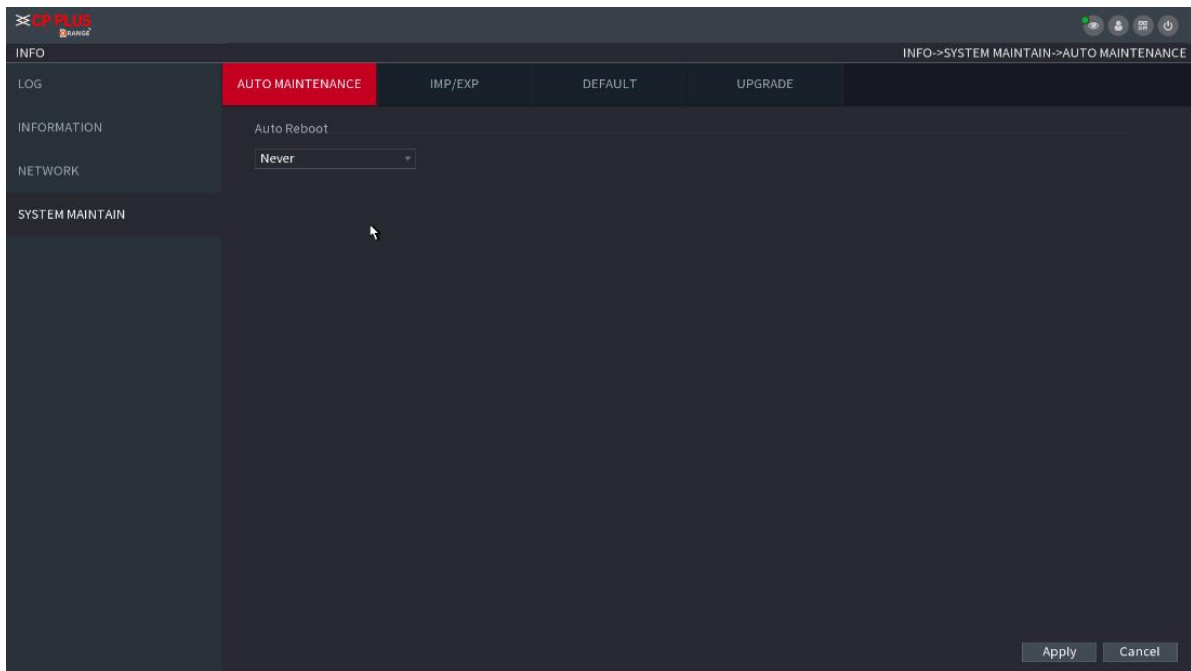 CP PLUS
ORANGE
INFO
INFO->SYSTEM MAINTAIN->AUTO MAINTENANCE
LOG
AUTO MAINTENANCE
IMP/EXP
DEFAULT
UPGRADE
INFORMATION
Auto Reboot
Never
NETWORK
SYSTEM MAINTAIN
Apply
Cancel